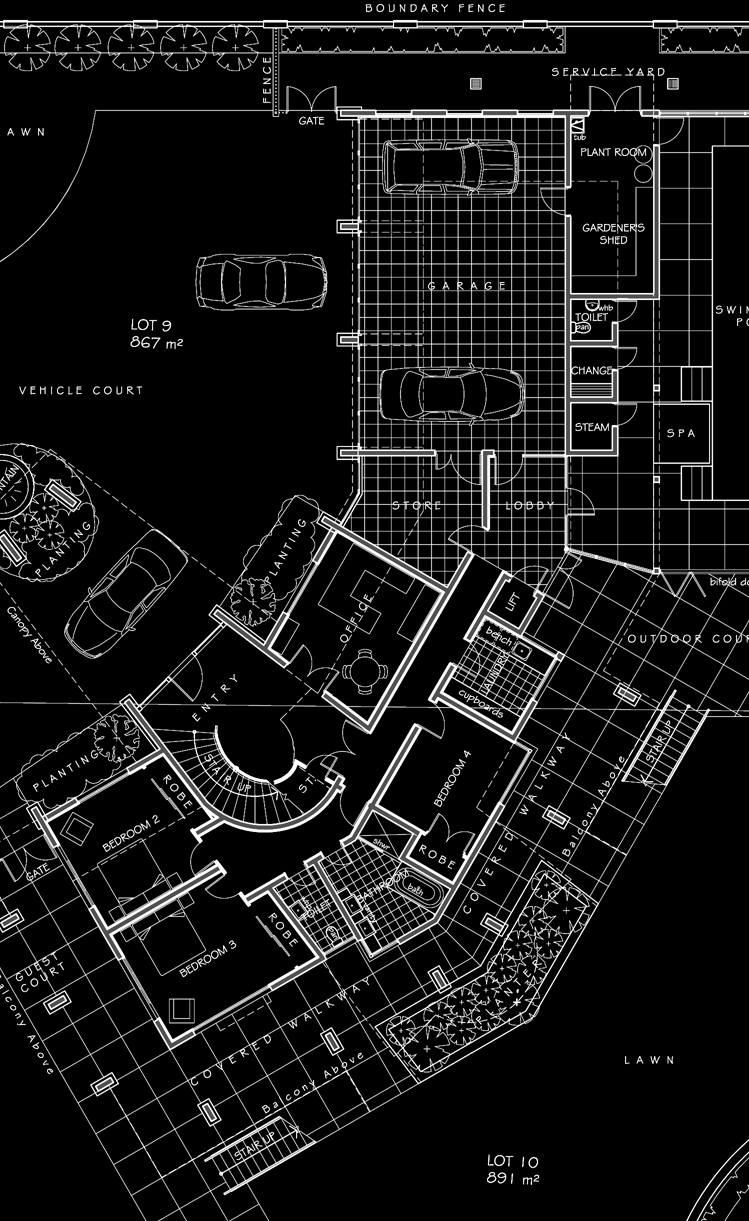 BOUNDARY FENCE
FENCE
SERVICE YARD
GATE
AWN
tub
PLANT ROOM
GARDENER'S
SHED
GARAGE
whb
TOILET
pan
SWIM
PO
LOT 9
867 m²
CHANGE
VEHICLE COURT
STEAM
SPA
NTAIN
STORE
LOBBY
PLANTING
PLANTING
bifold do
LIFT
OFFICE
Canopy Above
bench
OUTDOOR COUR
LAUNDRY
cupboards
ENTRY
STAIR UP
STAIR UP
ST
PLANTING
ROBE
BEDROOM 4
COVERED WALKWAY
Balcony Above
BEDROOM 2
shwr
ROBE
GATE
BATHROOM
bath
TOILET
ROBE
BEDROOM 3
GUEST
COURT
Balcony Above
PLANTER
COVERED WALKWAY
LAWN
Balcony Above
STAIR UP
LOT 10
891 m²